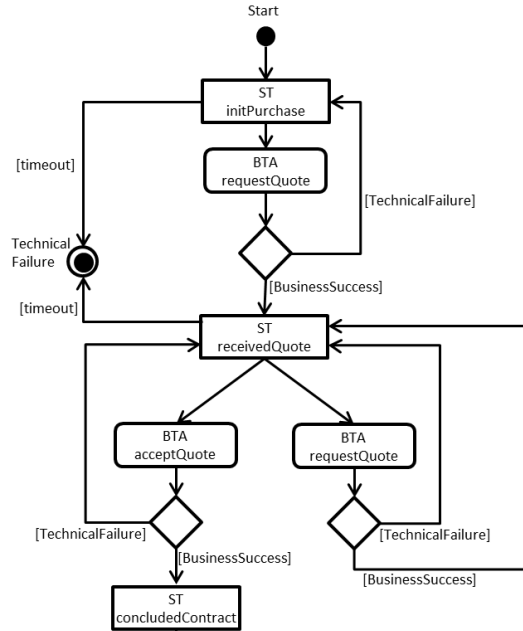 Start
ST
initPurchase
[timeout]
BTA
requestQuote
[TechnicalFailure]
Technical
Failure
[BusinessSuccess]
[timeout]
ST
receivedQuote
BTA
acceptQuote
BTA
requestQuote
[TechnicalFailure]
[TechnicalFailure]
[BusinessSuccess]
[BusinessSuccess]
ST
concludedContract